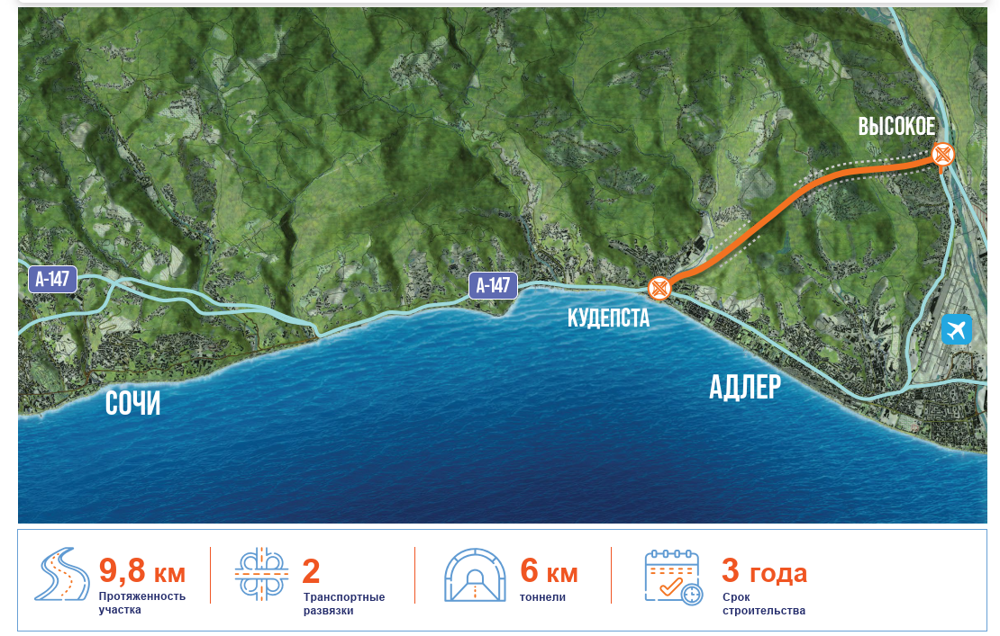 ВЫСОКОЕ
А-147
А-147
КУДЕПСТА
АДЛЕР
СОЧИ
9,8 км
Протяженность
участка
2
Транспортные
развязки
6 км
тоннели
3 года
Срок
строительства